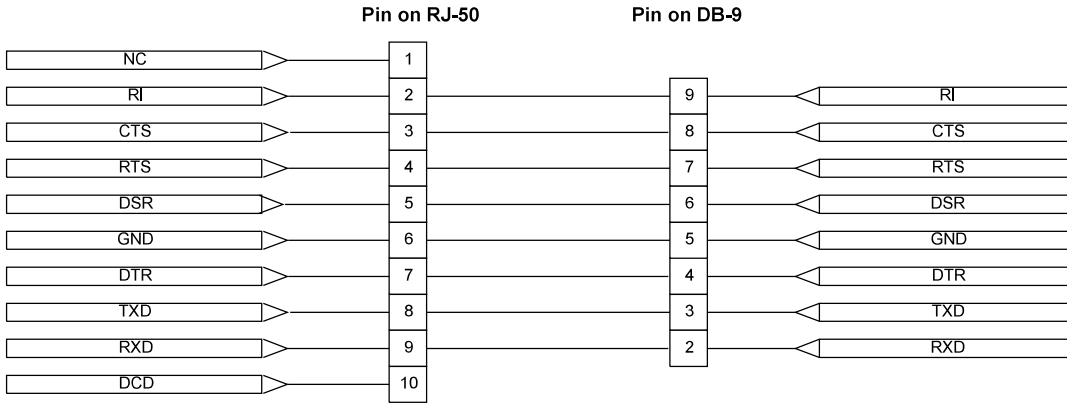 Pin on RJ-50 Pin on DB-9
NC 1
RI 2 9 RI
CTS 3 8 CTS
RTS 4 7 RTS
DSR 5 6 DSR
GND 6 5 GND
DTR 7 4 DTR
TXD 8 3 TXD
RXD 9 2 RXD
DCD 10